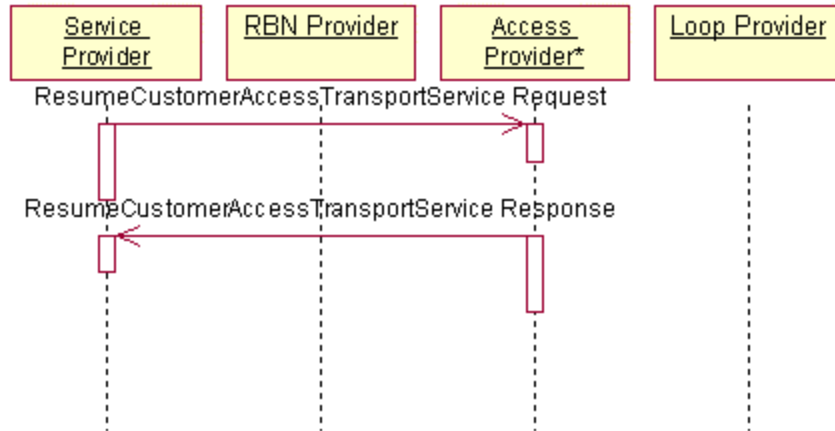 Service
Provider
RBN Provider
Access
Provider*
Loop Provider
ResumeCustomerAccessTransportService Request
ResumeCustomerAccessTransportService Response